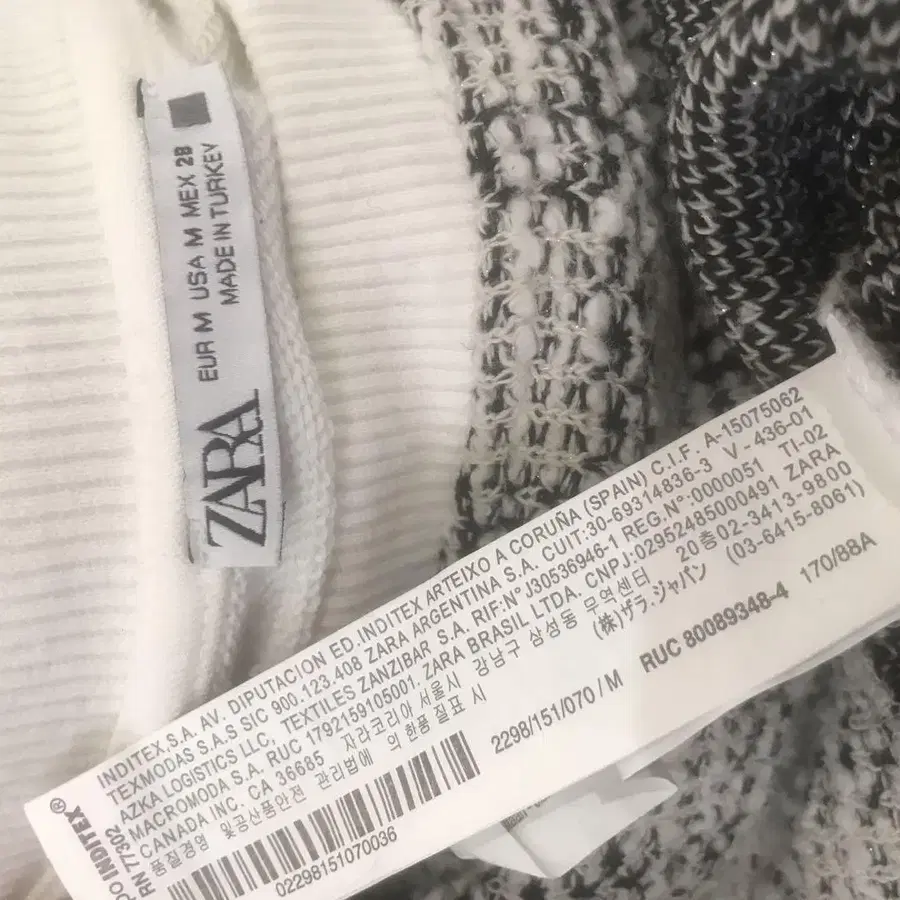 EUR M USA M MEX 28
MADE IN TURKEY
ZARA
INDITEX
RN 77302
INDITEX,S.A. AV. DIPUTACION ED.INDITEX ARTEIXO A CORUÑA (SPAIN) C.I.F. A-15075062
TEXMODAS S.A.S SIC 900.123.408 ZARA ARGENTINA S.A. CUIT:30-69314836-3 V-436-01
AZKA LOGISTICS LLC, TEXTILES ZANZIBAR S.A. RIF:Nº J30536946-1 REG.Nº:0000051 TI-02
MACROMODA S.A. RUC 1792159105001. ZARA BRASIL LTDA. CNPJ:02952485000491 ZARA
CANADA INC. CA 36685 자라코리아 서울시 강남구 삼성동 무역센터 20층02-3413-9800
품질경영 및공산품안전 관리법에 의한품질표시 (株)ザラ.ジャパン (03-6415-8061)
02298151070036
2298/151/070/M RUC 80089348-4 170/88A